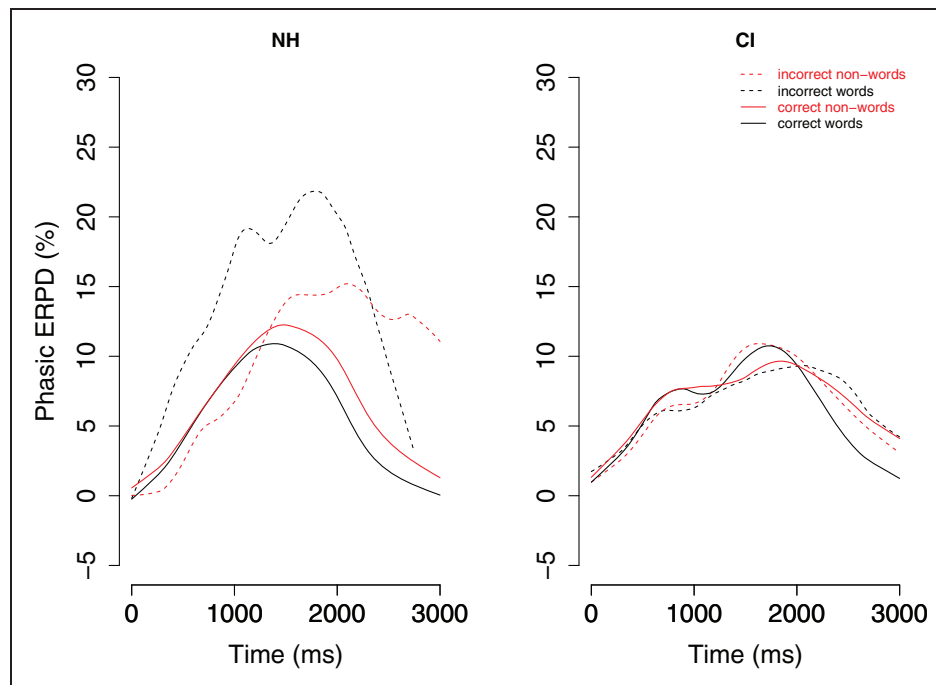 NH
CI
incorrect non-words
incorrect words
correct non-words
correct words
Phasic ERPD (%)
30
25
20
15
10
5
0
−5
0 1000 2000 3000
Time (ms)
30
25
20
15
10
5
0
−5
0 1000 2000 3000
Time (ms)